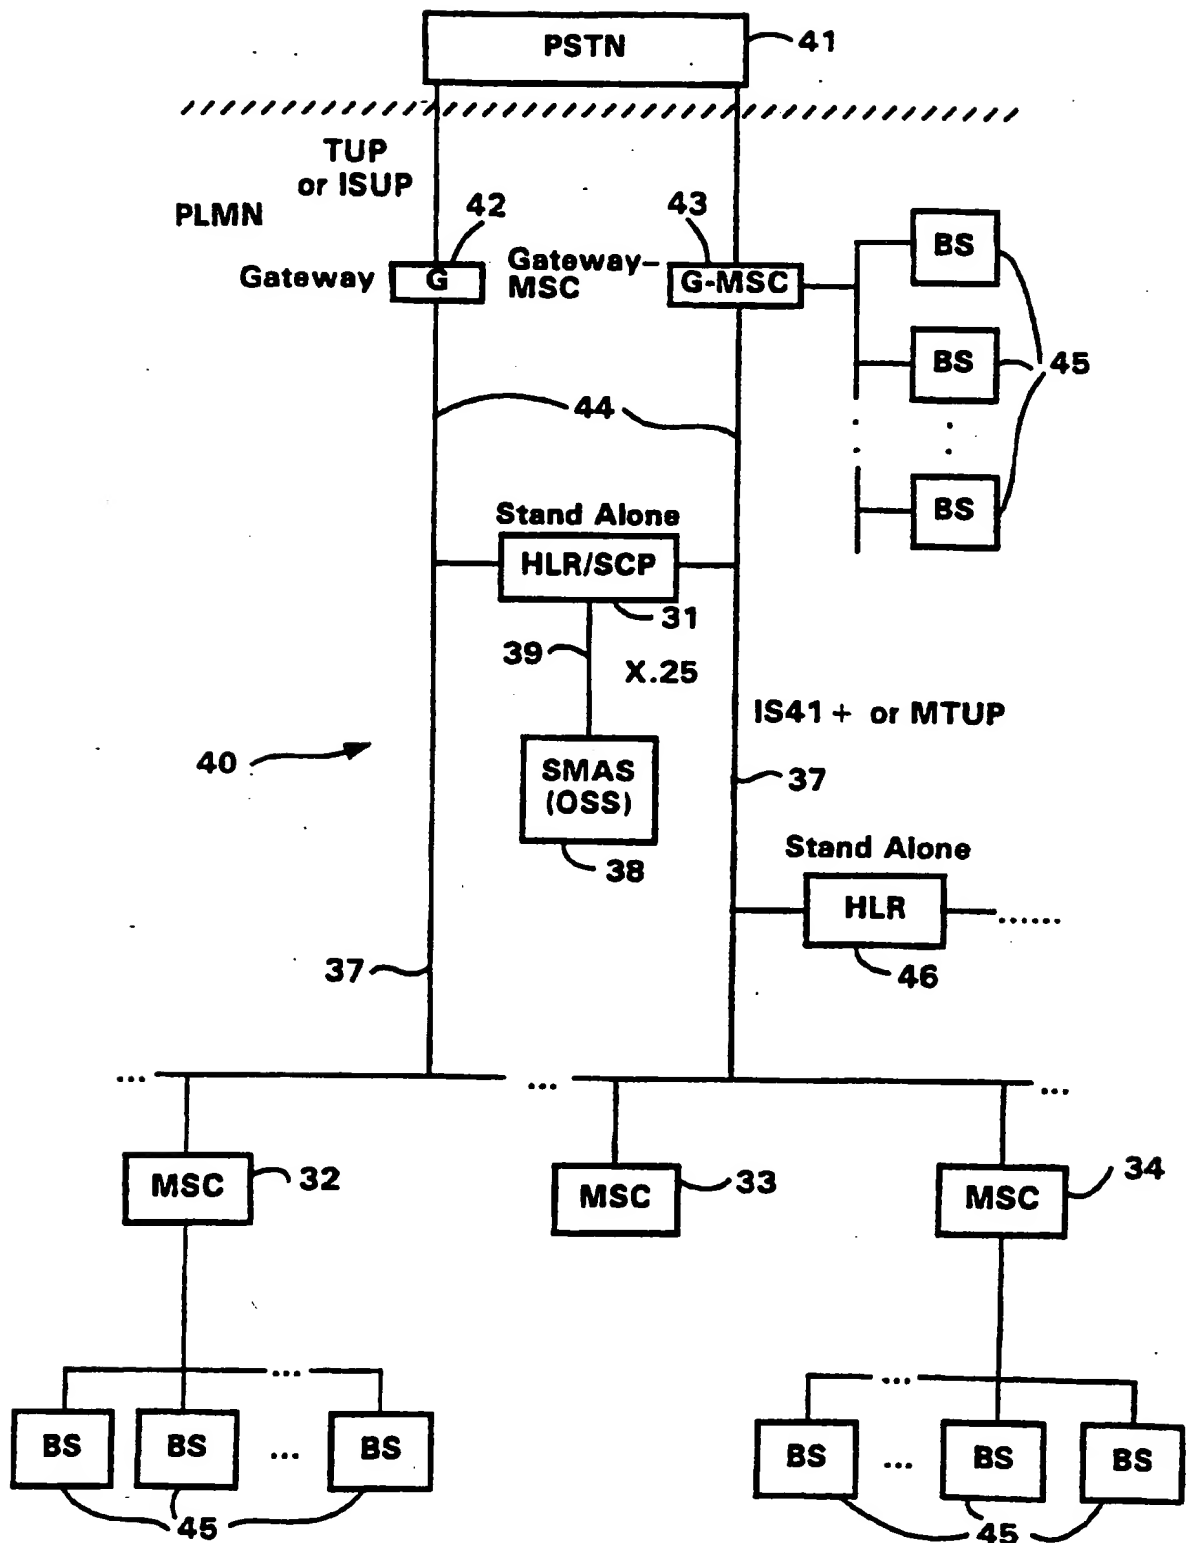 PSTN
41
TUP
or ISUP
PLMN
42
43
Gateway
G
Gateway-
MSC
G-MSC
BS
BS
45
44
BS
Stand Alone
HLR/SCP
31
39
X.25
IS41+ or MTUP
40
SMAS
(OSS)
37
38
Stand Alone
HLR
......
46
37
...
...
...
MSC
32
MSC
33
MSC
34
...
...
BS
BS
...
BS
BS
...
BS
BS
45
45